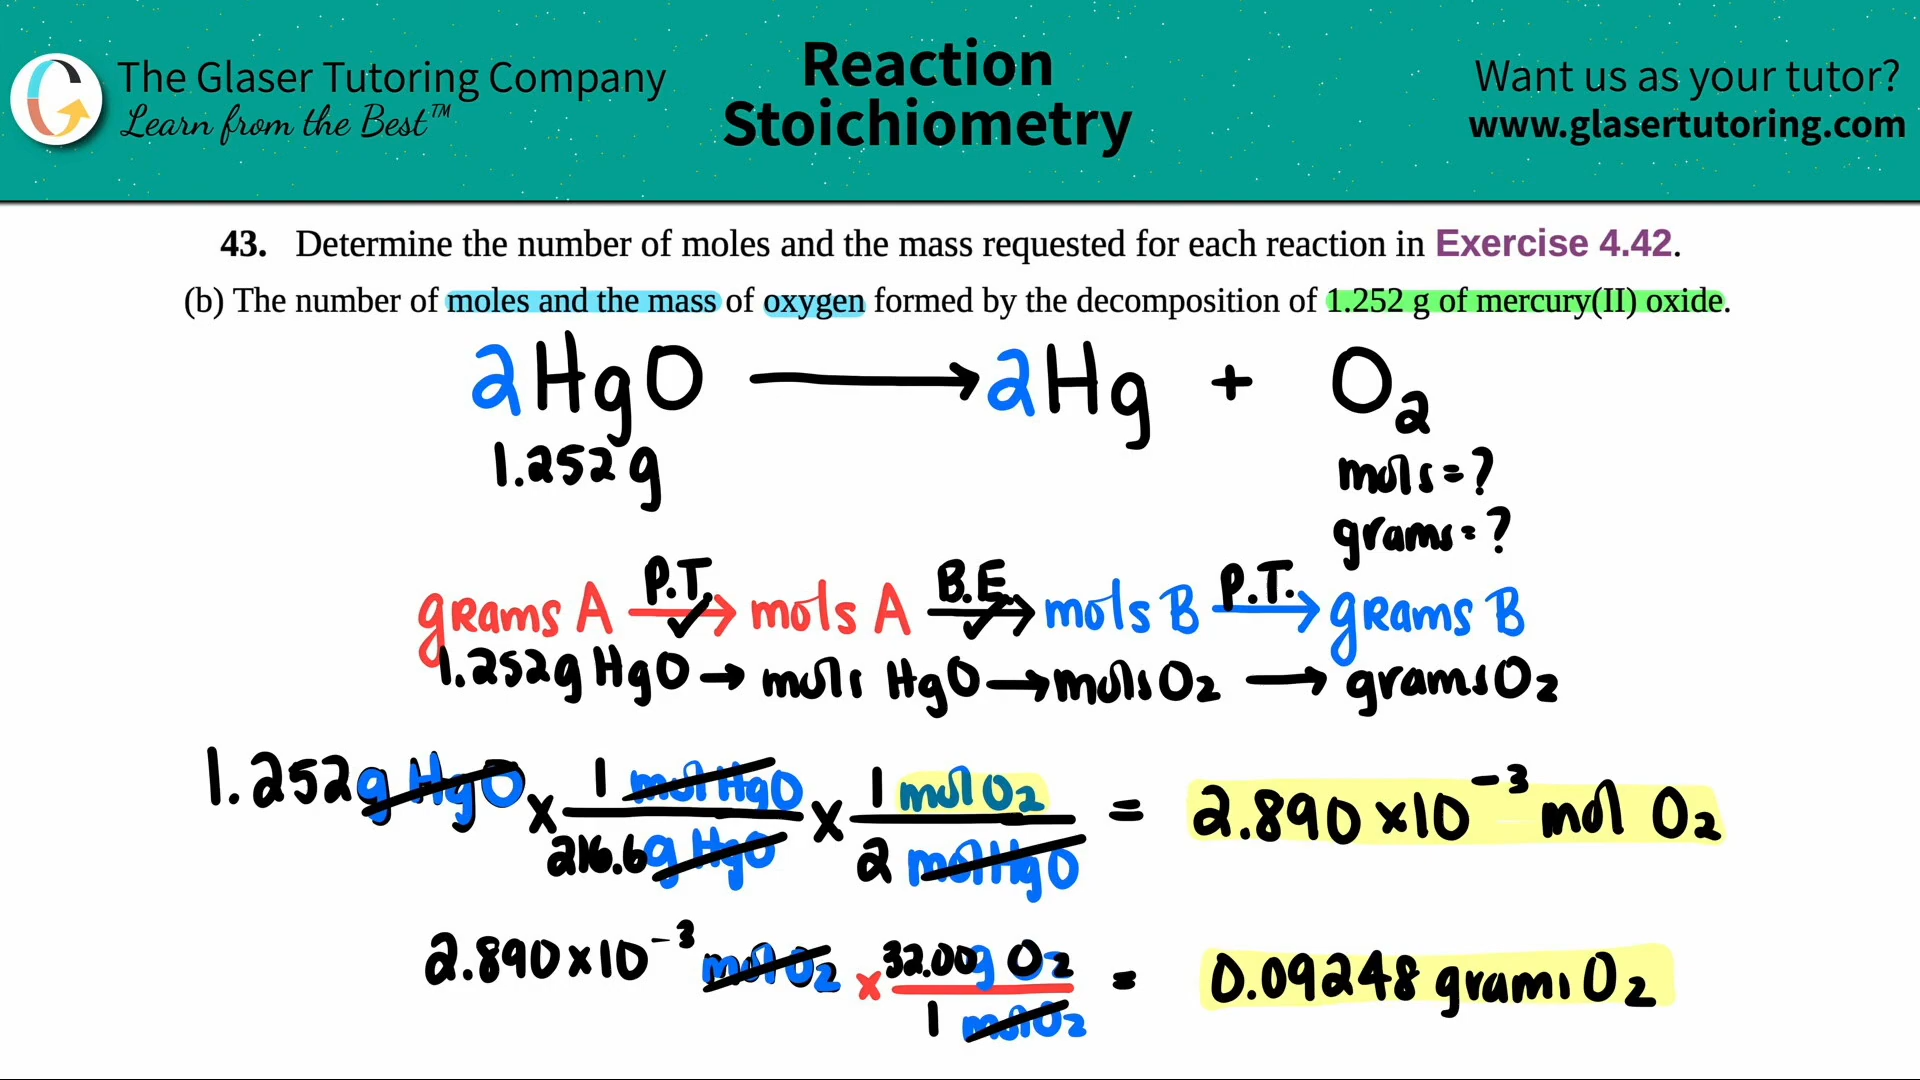 The Glaser Tutoring Company
Learn from the Best™
Reaction
Stoichiometry
Want us as your tutor?
www.glasertutoring.com
43. Determine the number of moles and the mass requested for each reaction in Exercise 4.42.
(b) The number of moles and the mass of oxygen formed by the decomposition of 1.252 g of mercury(II) oxide.
2HgO ⟶ 2Hg + O₂
1.252g
mols=?
grams=?
grams A P.T. → mols A B.E. → mols B P.T. → grams B
1.252g HgO → mols HgO → mols O₂ → grams O₂
1.252g HgO × 1 mol HgO / 216.6g HgO × 1 mol O₂ / 2 mol HgO = 2.890 ×10⁻³ mol O₂
2.890×10⁻³ mol O₂ × 32.00g O₂ / 1 mol O₂ = 0.09248 grams O₂